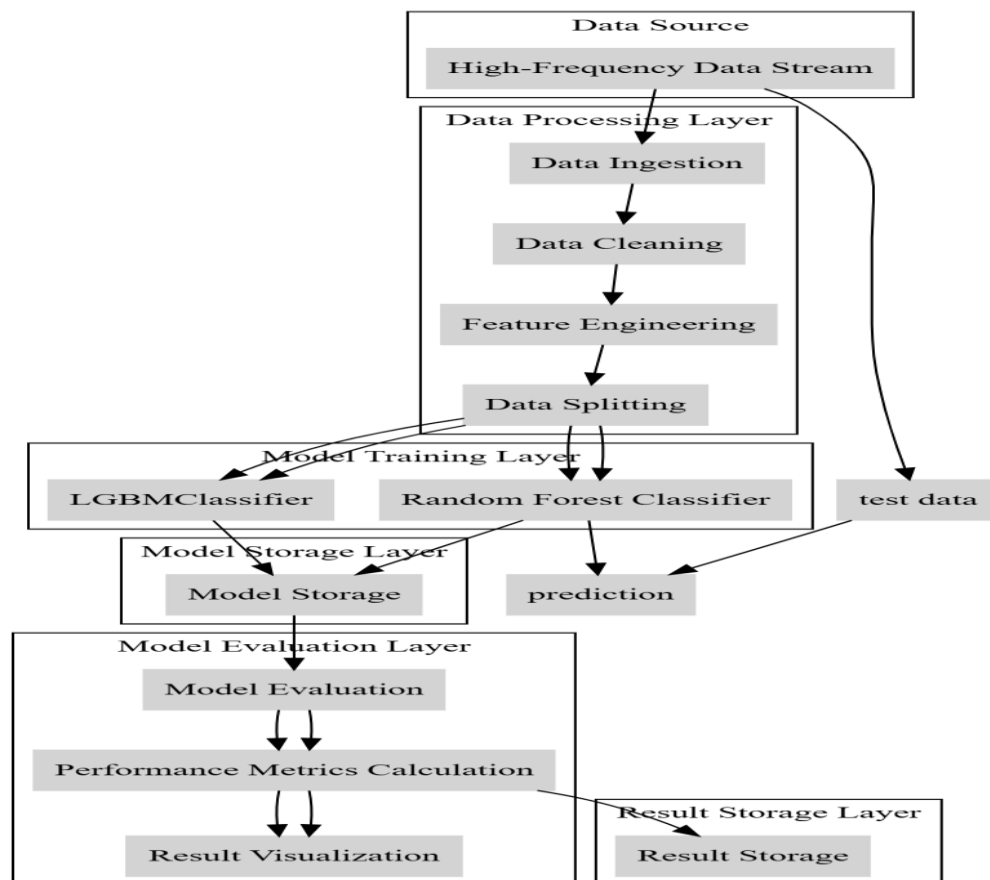 Data Source
High-Frequency Data Stream
Data Processing Layer
Data Ingestion
Data Cleaning
Feature Engineering
Data Splitting
Model Training Layer
LGBMClassifier
Random Forest Classifier
test data
Model Storage Layer
Model Storage
prediction
Model Evaluation Layer
Model Evaluation
Performance Metrics Calculation
Result Storage Layer
Result Visualization
Result Storage